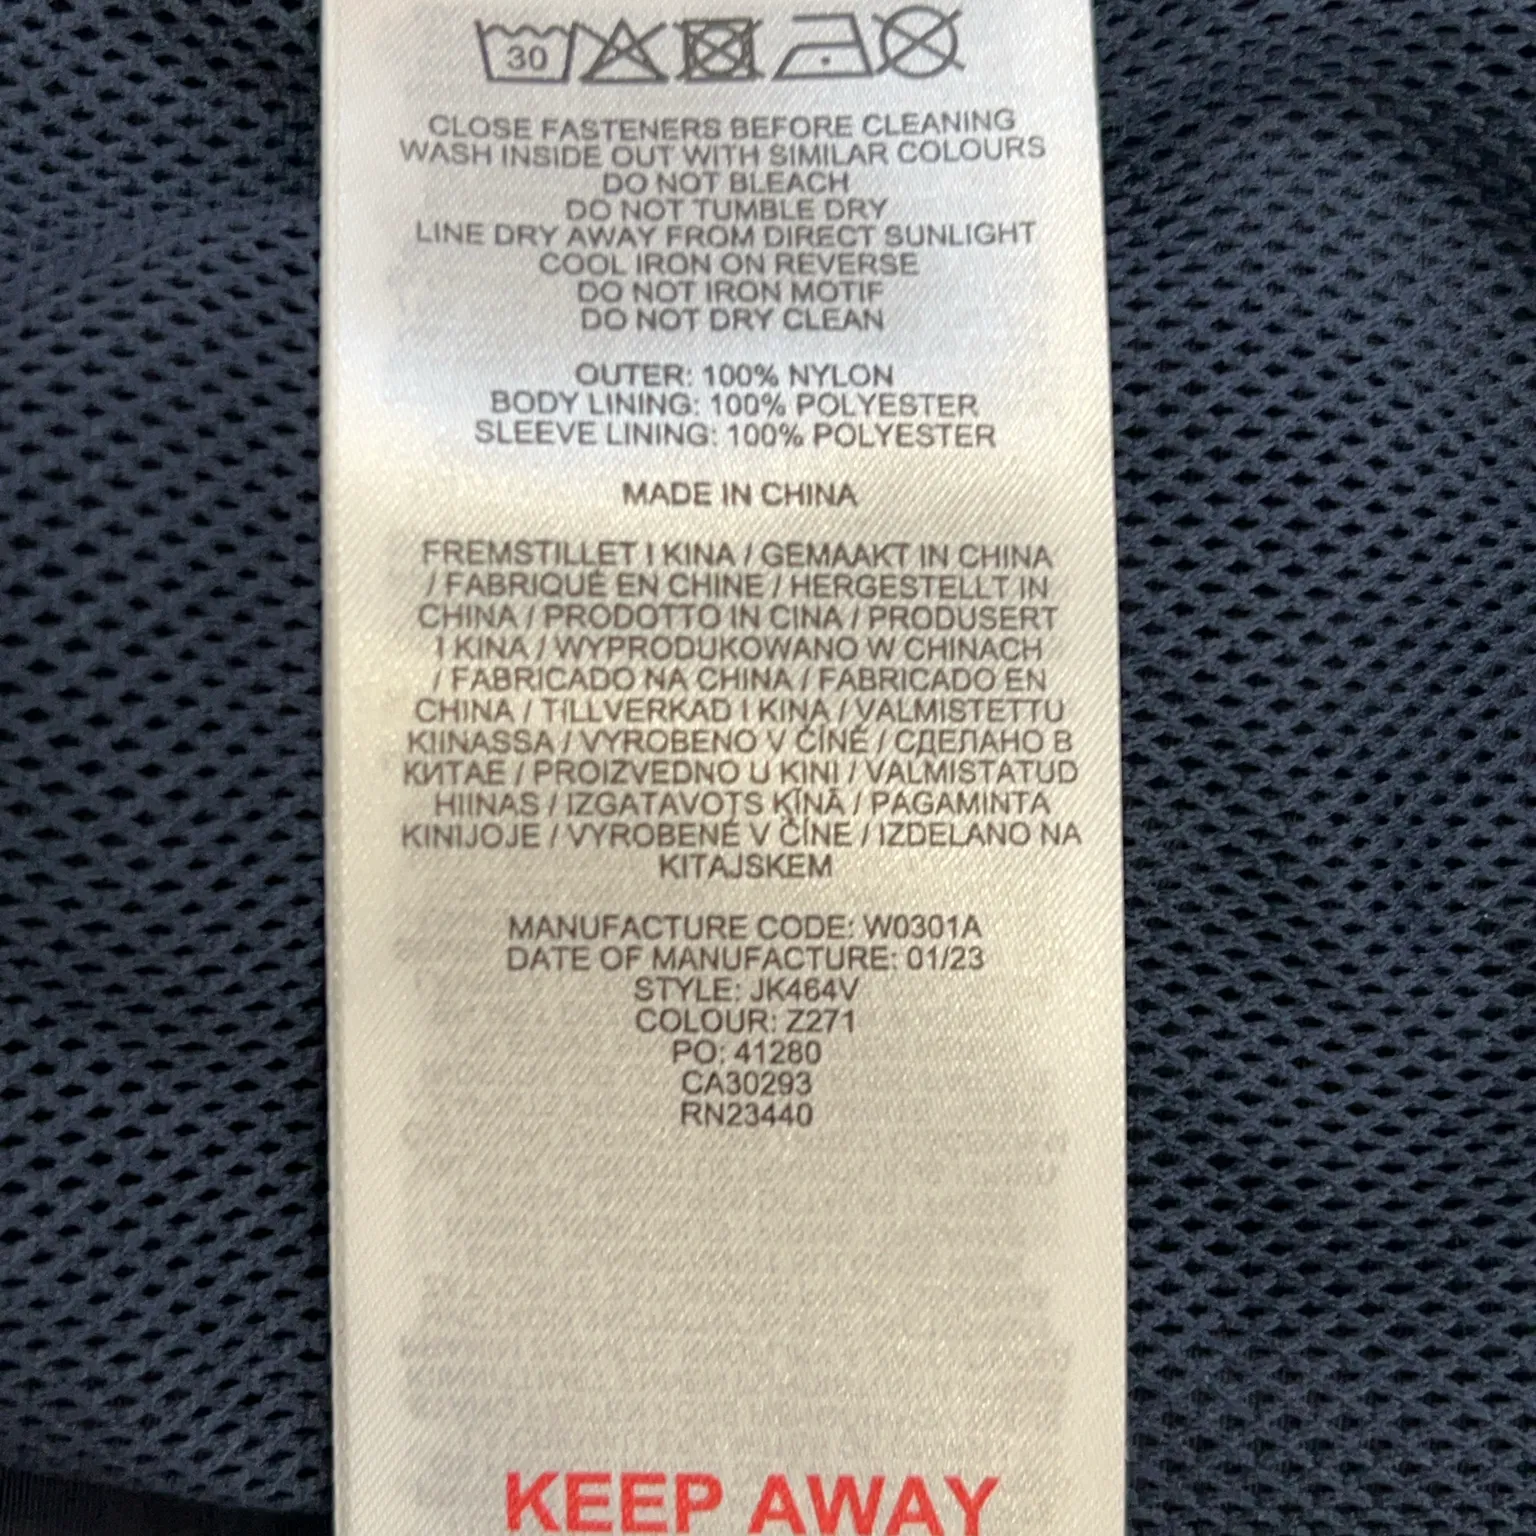 30
CLOSE FASTENERS BEFORE CLEANING
WASH INSIDE OUT WITH SIMILAR COLOURS
DO NOT BLEACH
DO NOT TUMBLE DRY
LINE DRY AWAY FROM DIRECT SUNLIGHT
COOL IRON ON REVERSE
DO NOT IRON MOTIF
DO NOT DRY CLEAN
OUTER: 100% NYLON
BODY LINING: 100% POLYESTER
SLEEVE LINING: 100% POLYESTER
MADE IN CHINA
FREMSTILLET I KINA / GEMAAKT IN CHINA
/ FABRIQUÉ EN CHINE / HERGESTELLT IN
CHINA / PRODOTTO IN CINA / PRODUSERT
I KINA / WYPRODUKOWANO W CHINACH
/ FABRICADO NA CHINA / FABRICADO EN
CHINA / TILLVERKAD I KINA / VALMISTETTU
KIINASSA / VYROBENO V ČÍNĚ / СДЕЛАНО В
КИТАЕ / PROIZVEDNO U KINI / VALMISTATUD
HIINAS / IZGATAVOTS ĶĪNĀ / PAGAMINTA
KINIJOJE / VYROBENÉ V ČÍNE / IZDELANO NA
KITAJSKEM
MANUFACTURE CODE: W0301A
DATE OF MANUFACTURE: 01/23
STYLE: JK464V
COLOUR: Z271
PO: 41280
CA30293
RN23440
KEEP AWAY